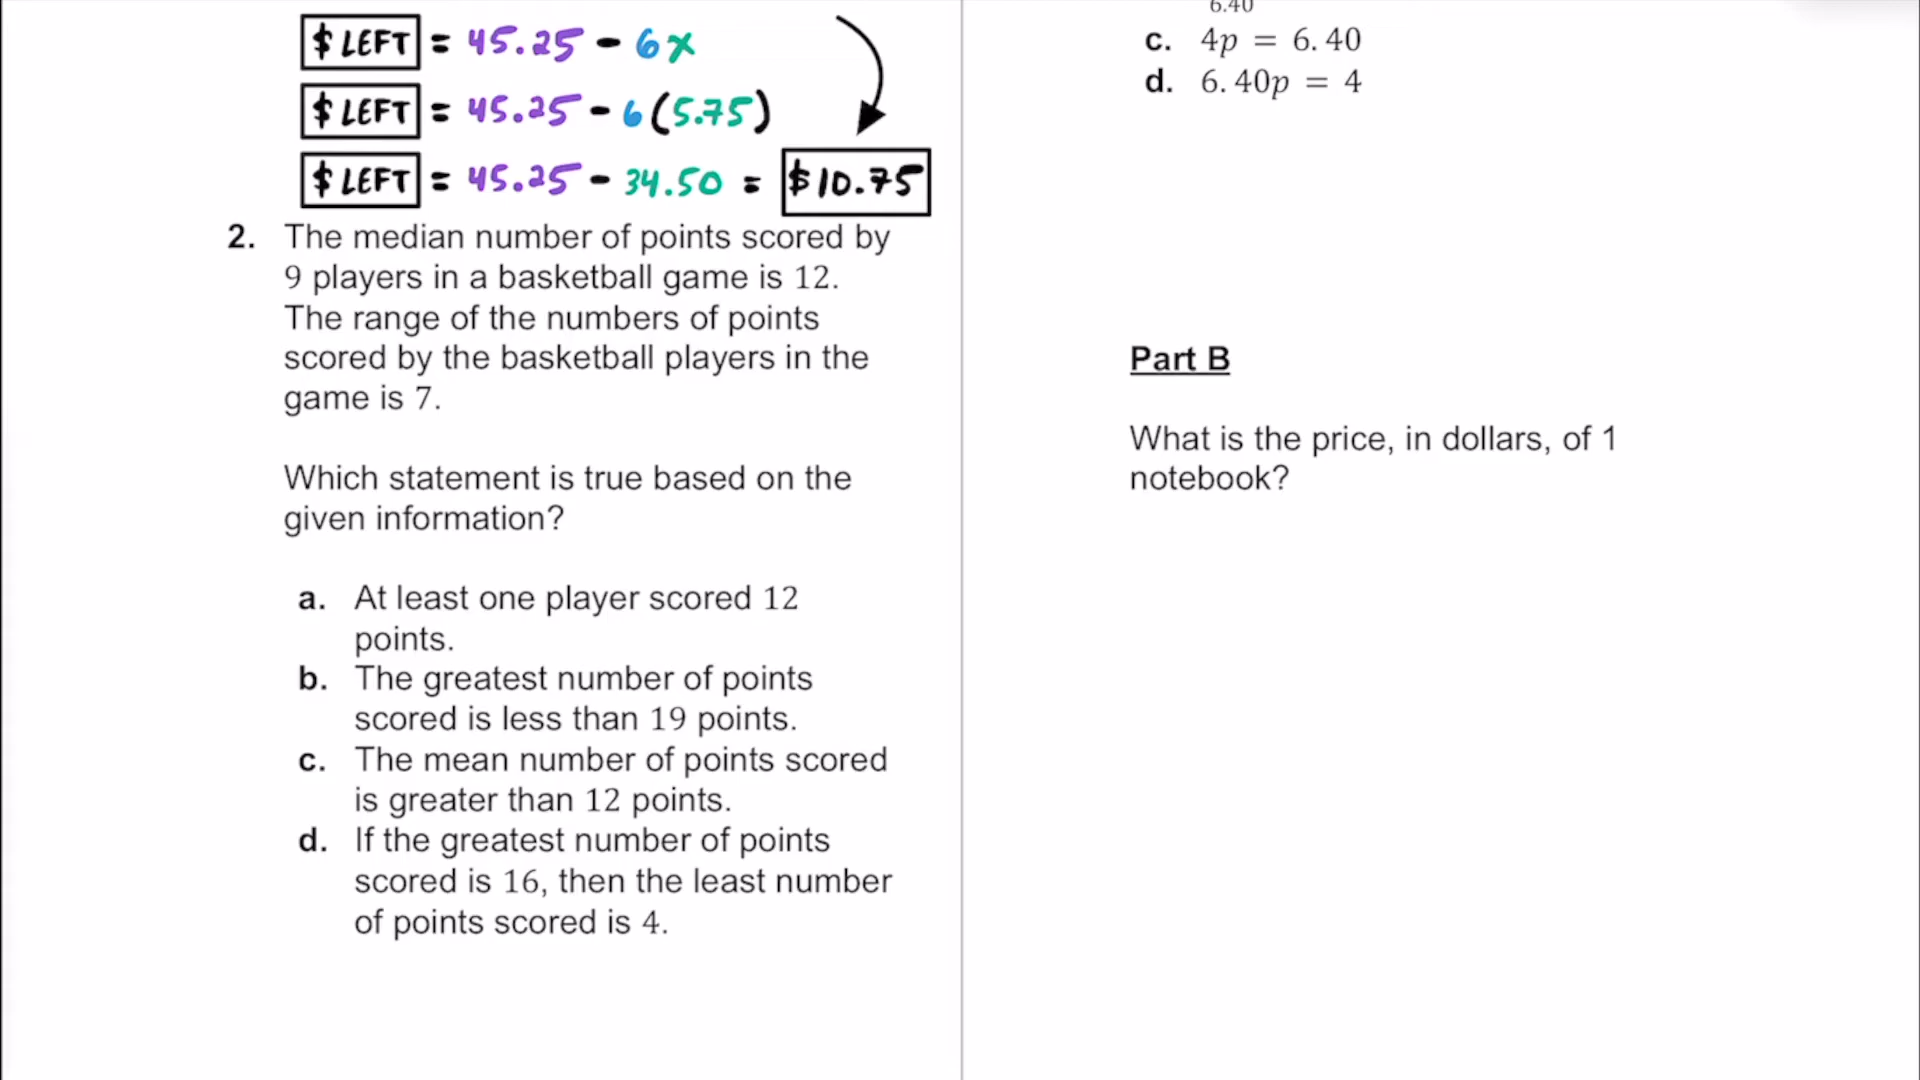 $ LEFT = 45.25 - 6x
$ LEFT = 45.25 - 6(5.75)
$ LEFT = 45.25 - 34.50 = $10.75
2. The median number of points scored by
9 players in a basketball game is 12.
The range of the numbers of points
scored by the basketball players in the
game is 7.
Which statement is true based on the
given information?
a. At least one player scored 12
points.
b. The greatest number of points
scored is less than 19 points.
c. The mean number of points scored
is greater than 12 points.
d. If the greatest number of points
scored is 16, then the least number
of points scored is 4.
6.40
c. 4p = 6.40
d. 6.40p = 4
Part B
What is the price, in dollars, of 1
notebook?